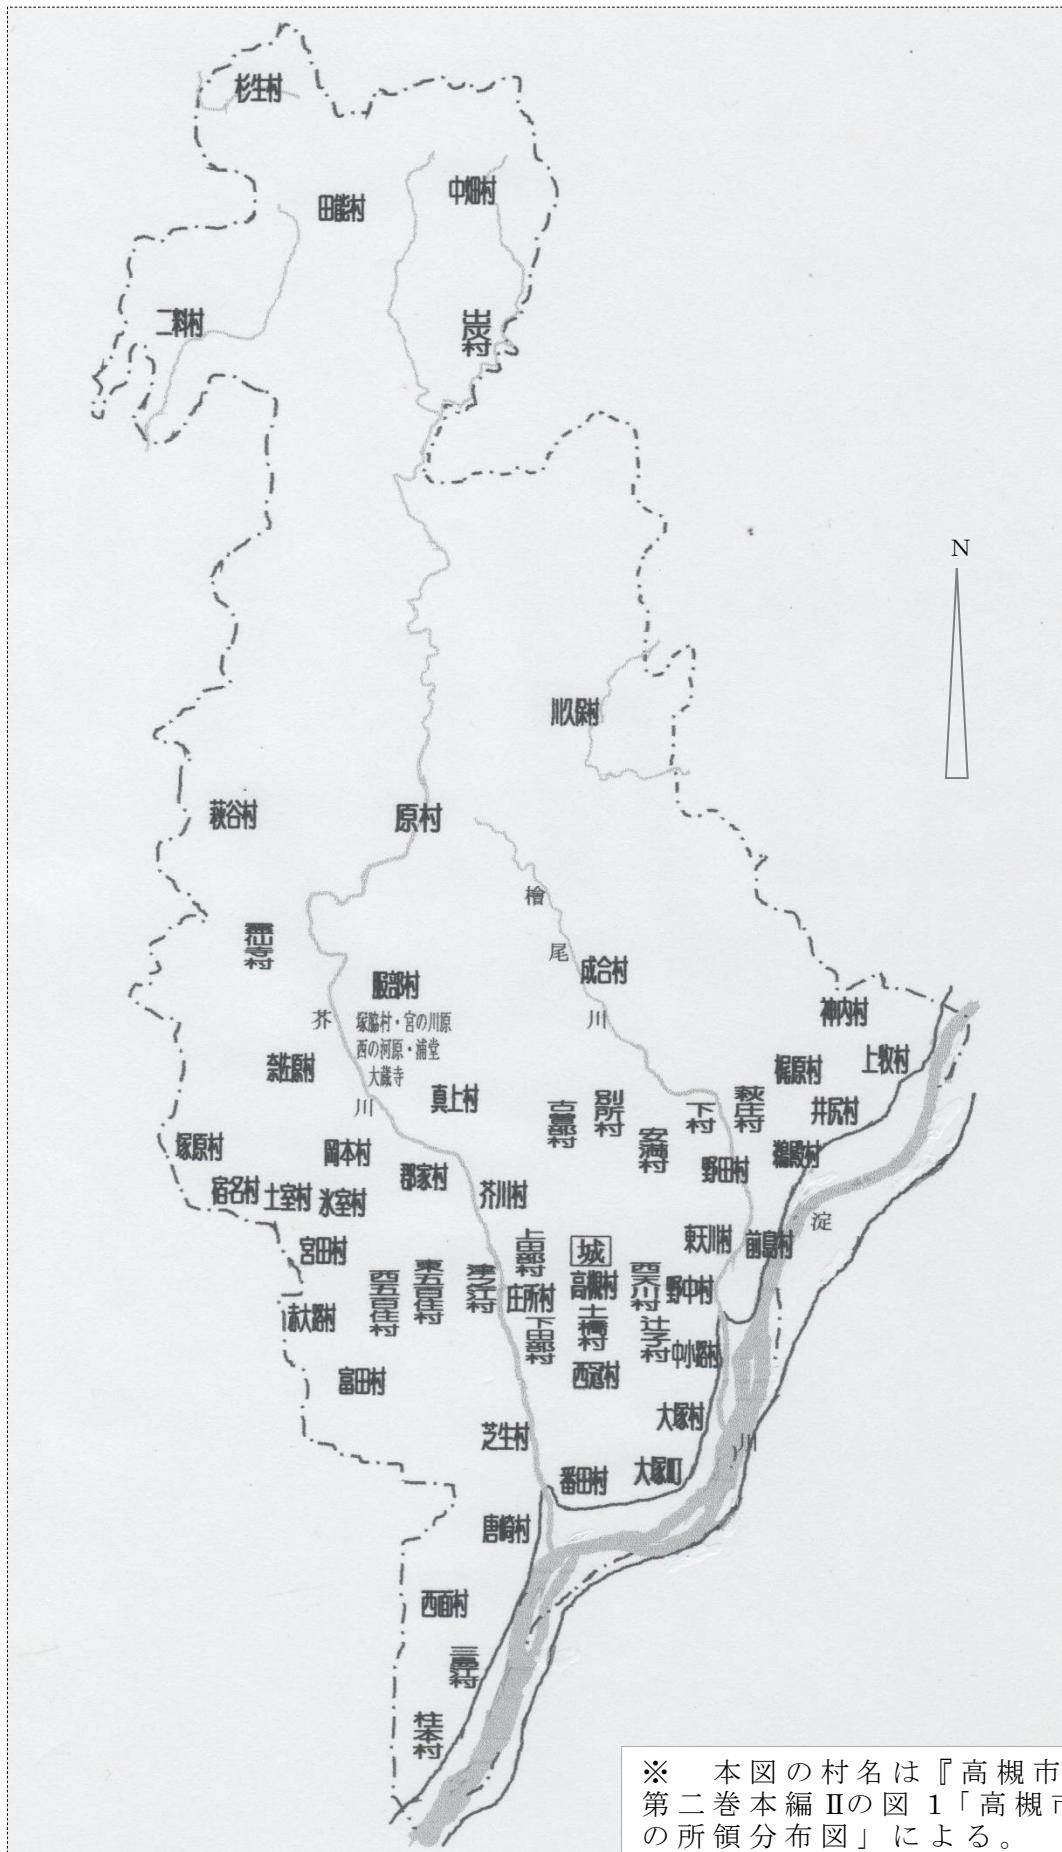 杉生村
中畑村
田能村
二料村
出灰村
N
川久保村
萩谷村
原村
檜
尾
川
霊仙寺村
成合村
服部村
神内村
芥
川
塚脇村・宮の川原
西の河原・浦堂
大蔵寺
上牧村
奈佐原村
梶原村
真上村
別所村
古曽部村
下村
萩庄村
井尻村
安満村
塚原村
岡本村
鵜殿村
郡家村
野田村
宿名村
土室村
氷室村
芥川村
淀
川
宮田村
上田部村
城
東天川村
前島村
東五百住村
西五百住村
津之江村
庄所村
高槻村
西天川村
野中村
赤大路村
下田部村
土橋村
辻子村
中小路村
富田村
西冠村
大塚村
芝生村
番田村
大塚町
唐崎村
西面村
三島江村
柱本村
※ 本図の村名は『高槻市
第二巻本編Ⅱの図1「高槻市
の所領分布図」による。